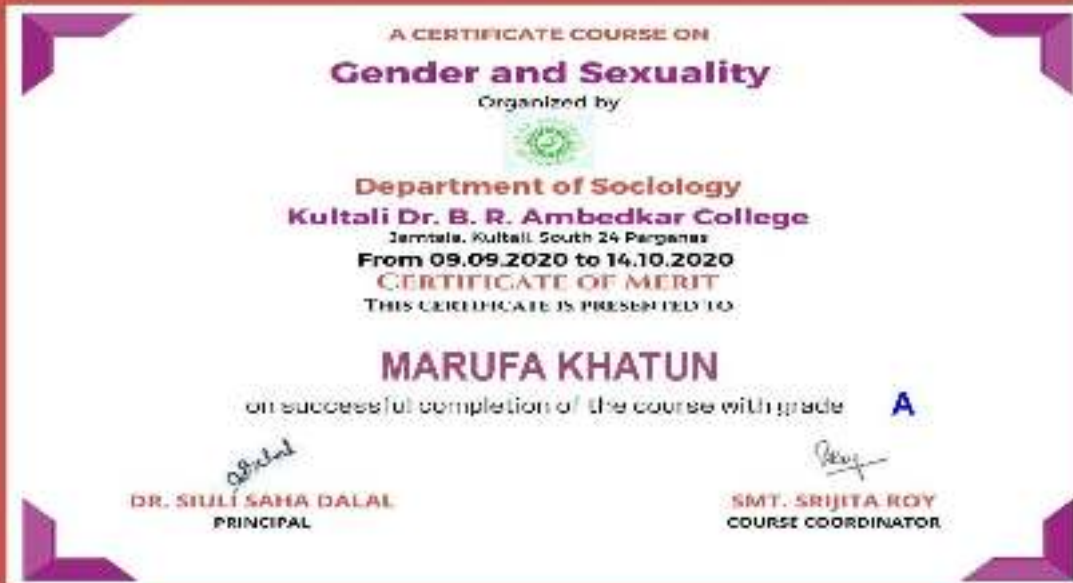 A CERTIFICATE COURSE ON
Gender and Sexuality
Organized by
Department of Sociology
Kultali Dr. B. R. Ambedkar College
Jamtala, Kultali, South 24 Parganas
From 09.09.2020 to 14.10.2020
CERTIFICATE OF MERIT
THIS CERTIFICATE IS PRESENTED TO
MARUFA KHATUN
on successful completion of the course with grade A
DR. SIULI SAHA DALAL
PRINCIPAL
SMT. SRIJITA ROY
COURSE COORDINATOR